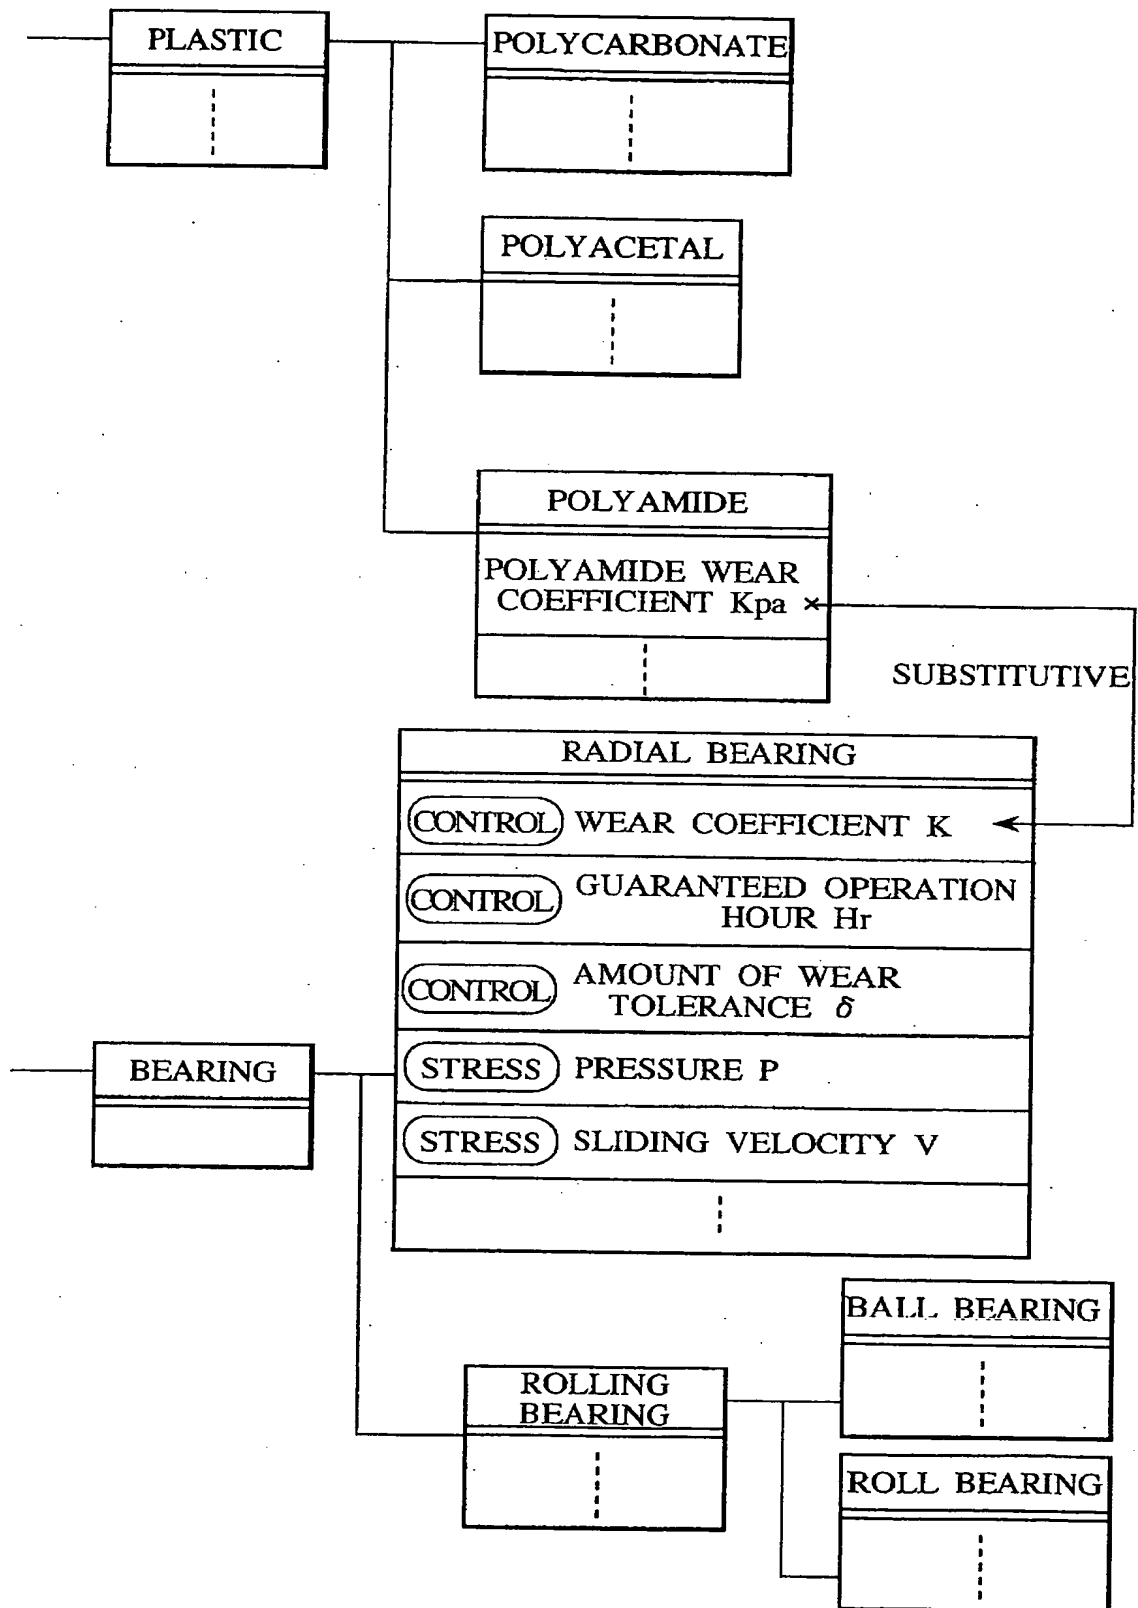 PLASTIC
POLYCARBONATE
POLYACETAL
POLYAMIDE
POLYAMIDE WEAR
COEFFICIENT Kpa
SUBSTITUTIVE
RADIAL BEARING
CONTROL WEAR COEFFICIENT K
CONTROL GUARANTEED OPERATION
HOUR Hr
CONTROL AMOUNT OF WEAR
TOLERANCE δ
BEARING
STRESS PRESSURE P
STRESS SLIDING VELOCITY V
BALL BEARING
ROLLING
BEARING
ROLL BEARING